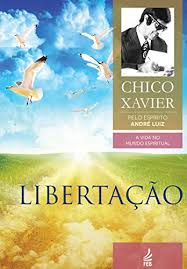 CHICO
XAVIER
PELO ESPÍRITO
ANDRÉ LUIZ
A VIDA NO
MUNDO ESPIRITUAL
LIBERTAÇÃO
FEB